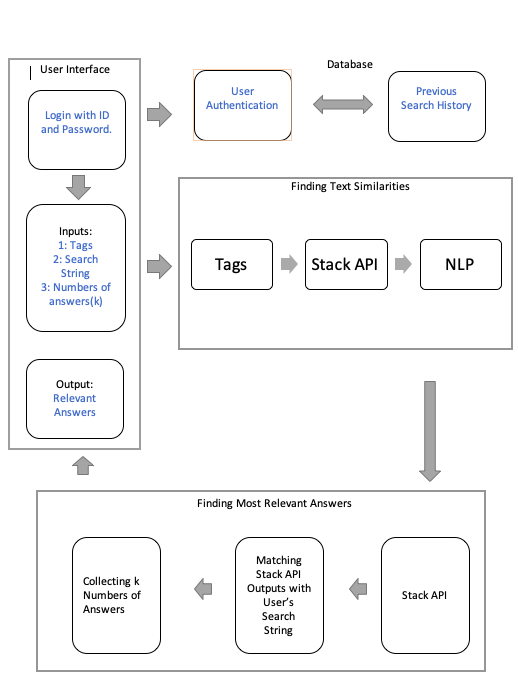 User Interface
Login with ID
and Password.
User
Authentication
Database
Previous
Search History
Inputs:
1: Tags
2: Search
String
3: Numbers of
answers(k)
Output:
Relevant
Answers
Finding Text Similarities
Tags
Stack API
NLP
Finding Most Relevant Answers
Stack API
Matching
Stack API
Outputs with
User's
Search
String
Collecting k
Numbers of
Answers